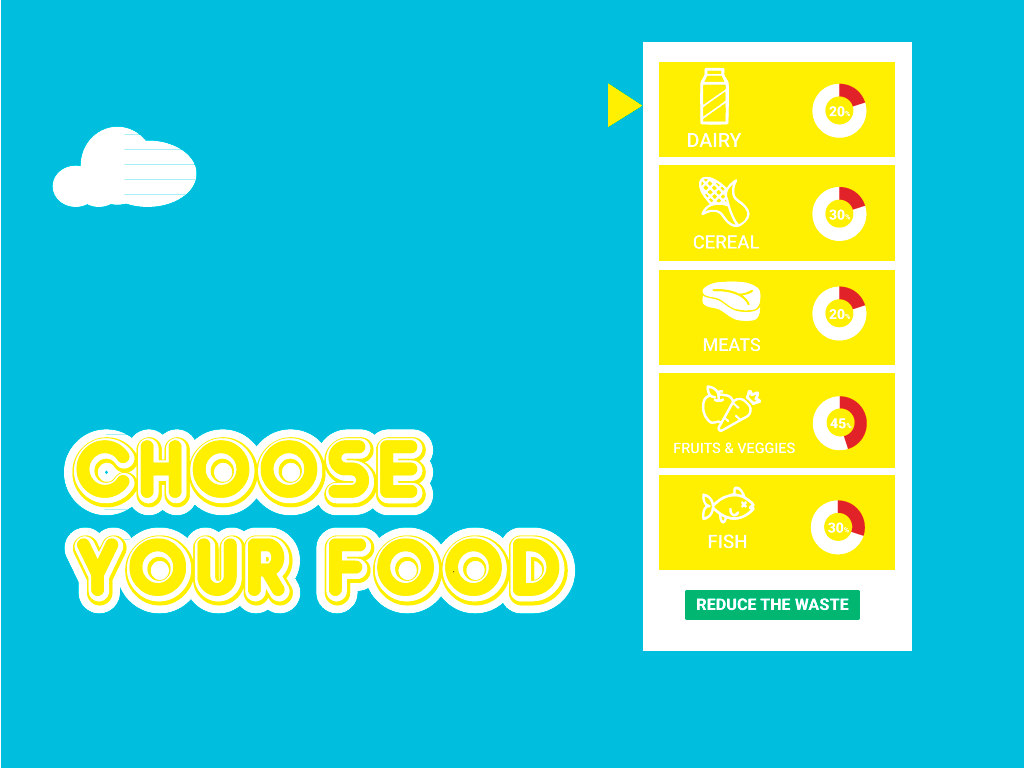 CHOOSE
YOUR FOOD
DAIRY
20%
CEREAL
30%
MEATS
20%
FRUITS & VEGGIES
45%
FISH
30%
REDUCE THE WASTE